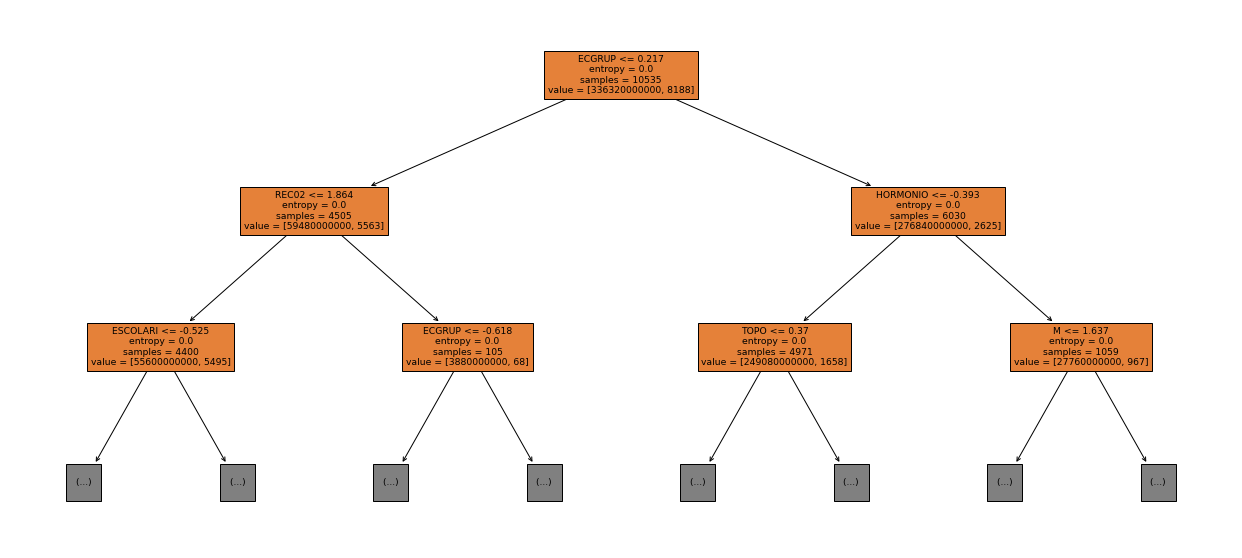 ECGRUP <= 0.217
entropy = 0.0
samples = 10535
value = [336320000000, 8188]
REC02 <= 1.864
entropy = 0.0
samples = 4505
value = [59480000000, 5563]
HORMONIO <= -0.393
entropy = 0.0
samples = 6030
value = [276840000000, 2625]
ESCOLARI <= -0.525
entropy = 0.0
samples = 4400
value = [55600000000, 5495]
ECGRUP <= -0.618
entropy = 0.0
samples = 105
value = [3880000000, 68]
TOPO <= 0.37
entropy = 0.0
samples = 4971
value = [249080000000, 1658]
M <= 1.637
entropy = 0.0
samples = 1059
value = [27760000000, 967]
(...)
(...)
(...)
(...)
(...)
(...)
(...)
(...)